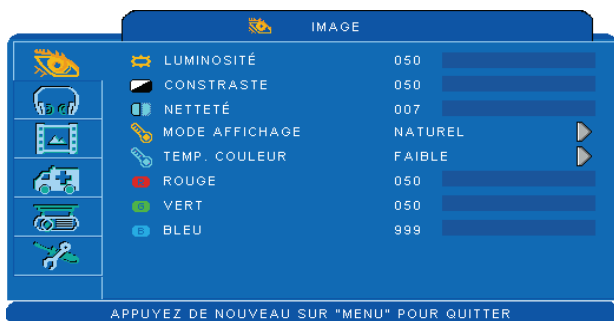 IMAGE
LUMINOSITÉ 050
CONSTRASTE 050
NETTETÉ 007
MODE AFFICHAGE NATUREL
TEMP. COULEUR FAIBLE
R ROUGE 050
G VERT 050
B BLEU 999
APPUYEZ DE NOUVEAU SUR "MENU" POUR QUITTER